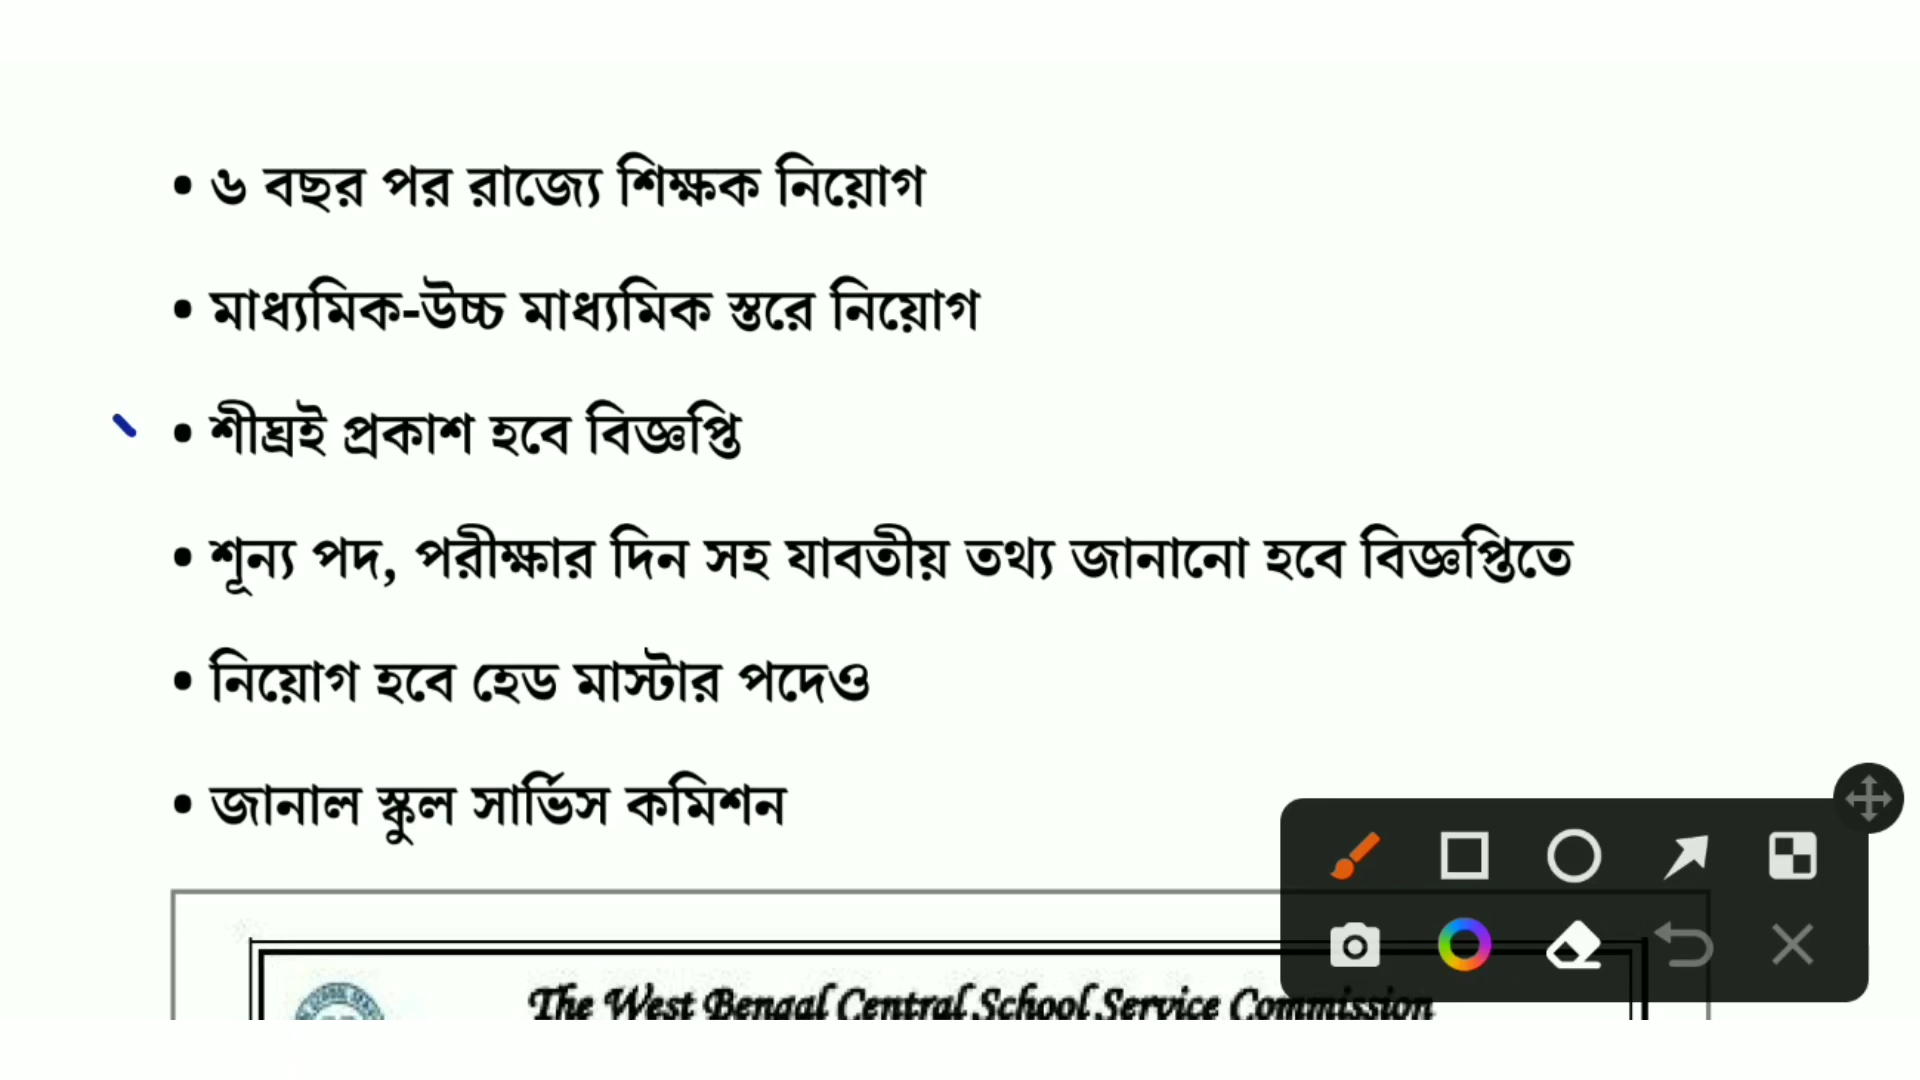 • ৬ বছর পর রাজ্যে শিক্ষক নিয়োগ
• মাধ্যমিক-উচ্চ মাধ্যমিক স্তরে নিয়োগ
• শীঘ্রই প্রকাশ হবে বিজ্ঞপ্তি
• শূন্য পদ, পরীক্ষার দিন সহ যাবতীয় তথ্য জানানো হবে বিজ্ঞপ্তিতে
• নিয়োগ হবে হেড মাস্টার পদেও
• জানাল স্কুল সার্ভিস কমিশন
The West Bengal Central School Service Commission